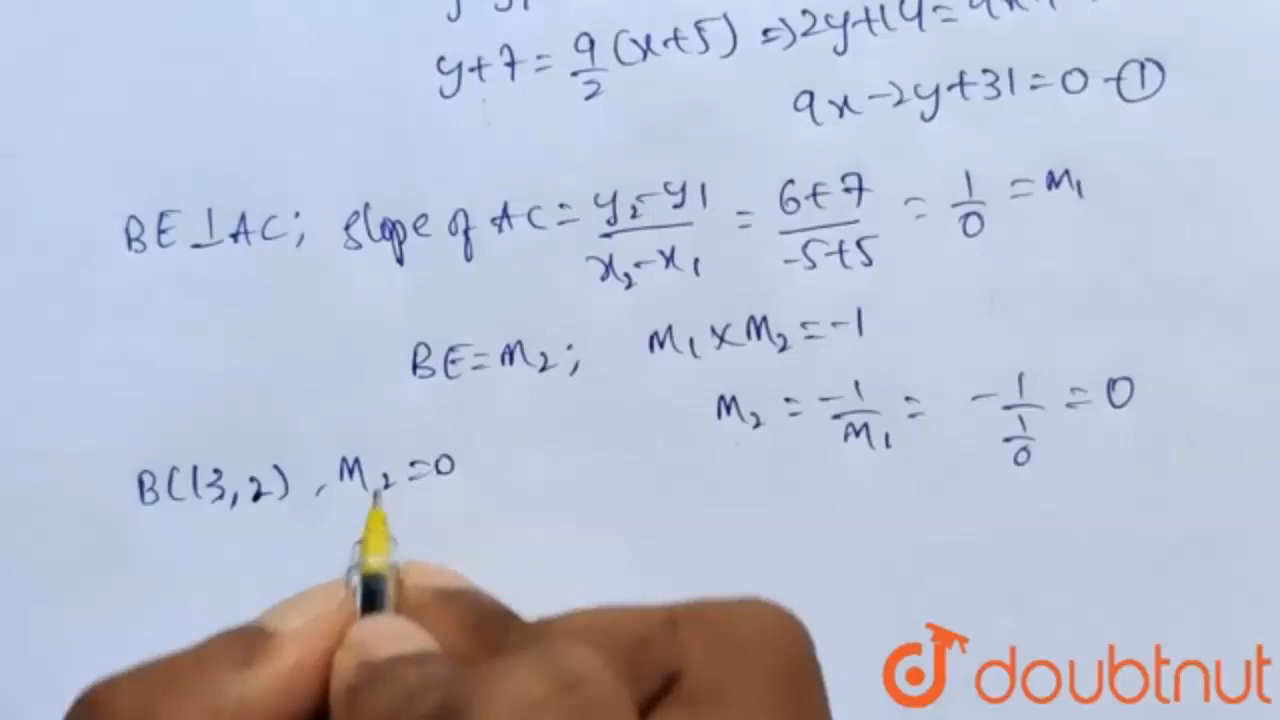 y+7=9/2(x+5) ⇒2y+14=9x
9x-2y+31=0 -①
BE⊥AC; slope of AC = (y₂-y₁)/(x₂-x₁) = (6+7)/(-5+5) = 1/0 = M₁
BE=M₂; M₁×M₂=-1
M₂ = -1/M₁ = -1/(1/0) = 0
B(13,2), M₂=0
doubtnut